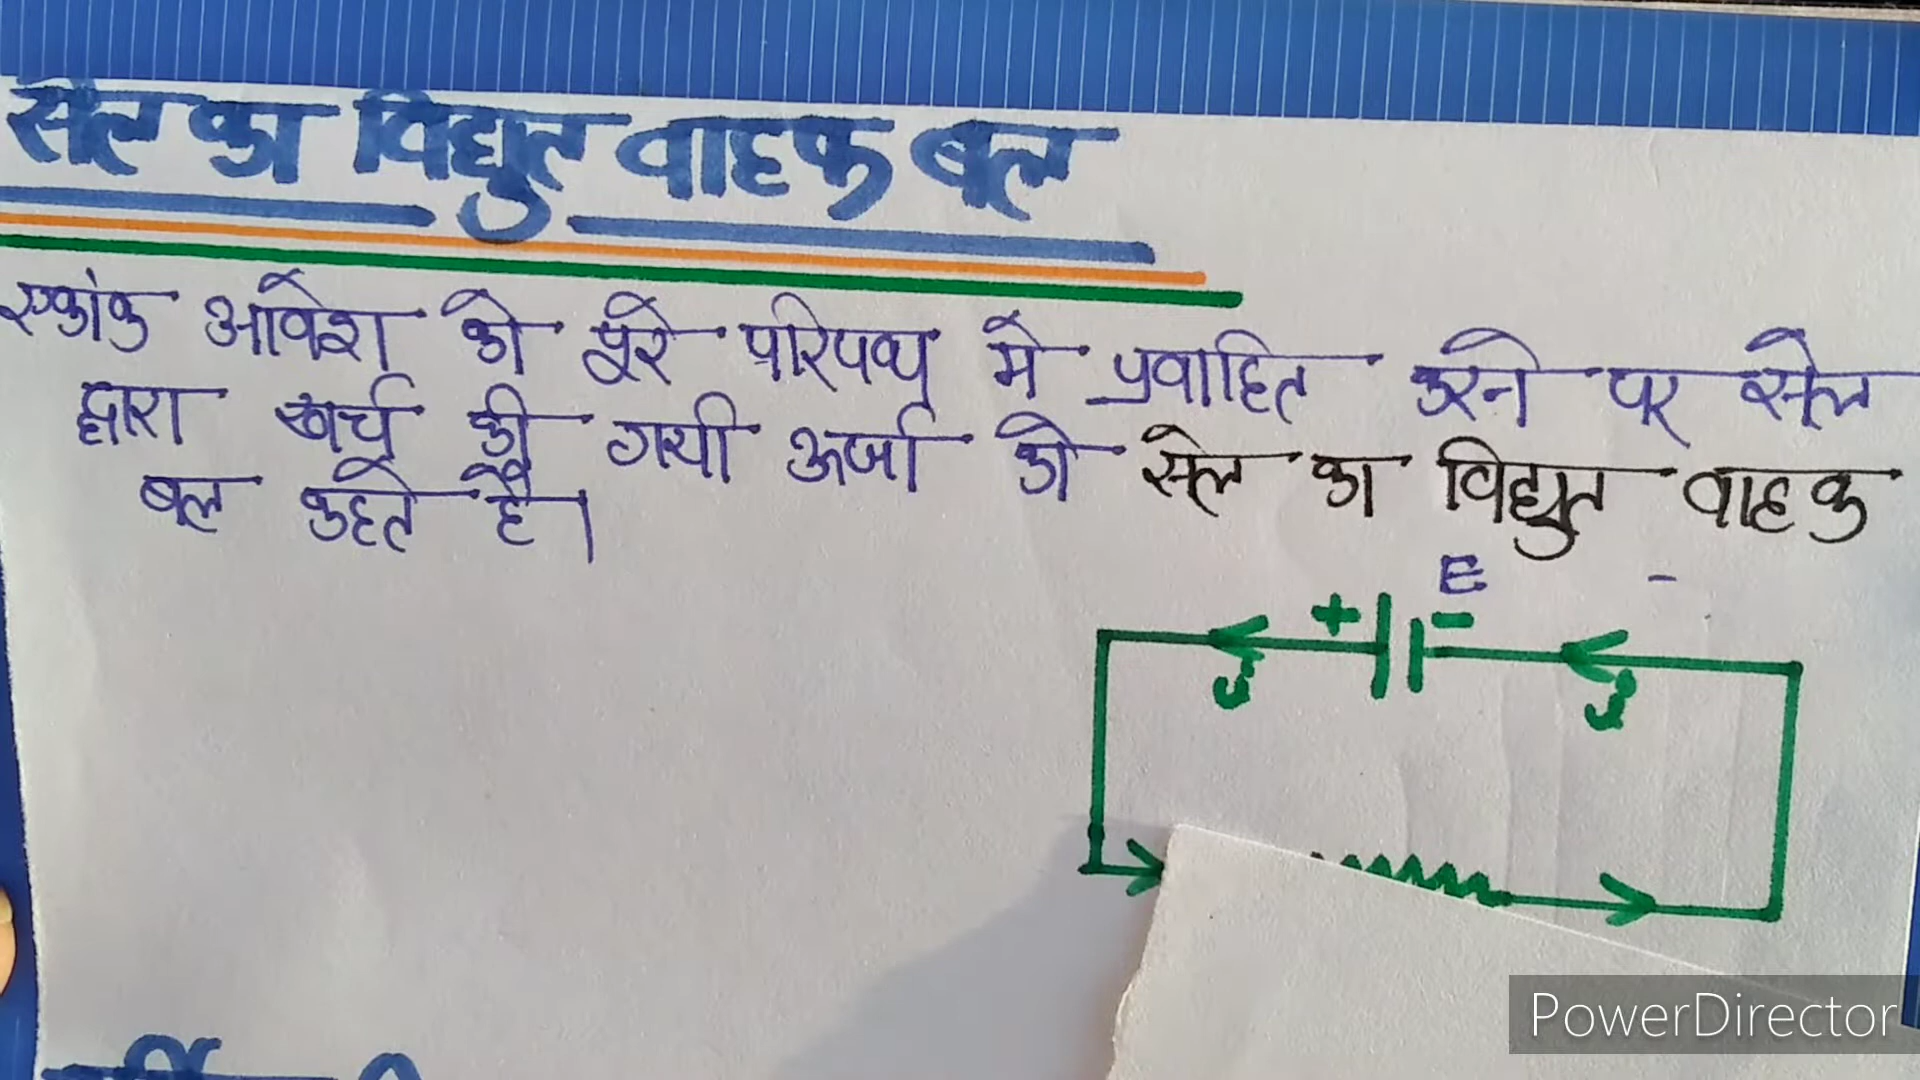 सेल का विद्युत वाहक बल
एकांक आवेश को पूरे परिपथ में प्रवाहित करने पर सेल
द्वारा खर्च की गयी ऊर्जा को सेल का विद्युत वाहक
बल कहते है।
E
+ -
PowerDirector